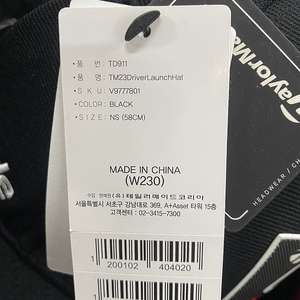 • 품 번: TD911
• 품 명: TM23DriverLaunchHat
• S K U: V9777801
• COLOR: BLACK
• SIZE: NS (58CM)
MADE IN CHINA
(W230)
수입 · 판매원 (유)테일러메이드코리아
서울특별시 서초구 강남대로 369, A+Asset 타워 15층
고객센터 : 02-3415-7300
1200102 404020
TaylorMa
HEADWEAR / CH